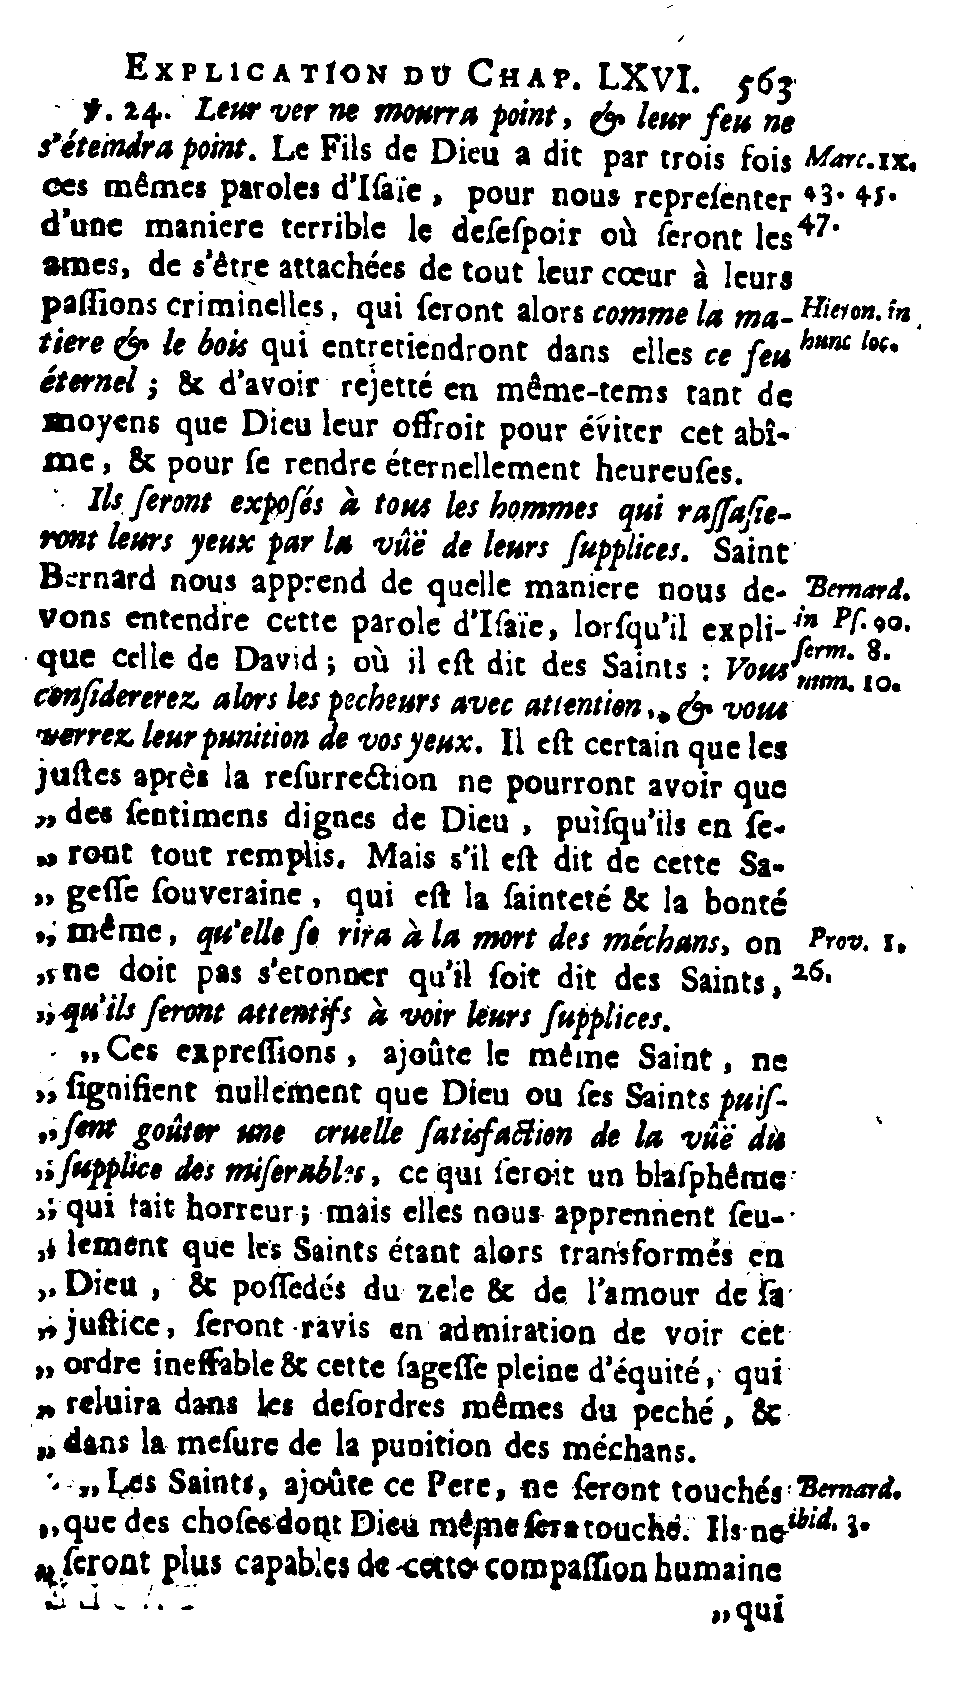 EXPLICATION DU CHAP. LXVI. 563
℣. 24. Leur ver ne mourra point, & leur feu ne
s'éteindra point. Le Fils de Dieu a dit par trois fois Marc. IX.
ces mêmes paroles d'Iſaïe, pour nous repreſenter 43. 45.
d'une maniere terrible le deſeſpoir où ſeront les 47.
ames, de s'être attachées de tout leur cœur à leurs
paſſions criminelles, qui ſeront alors comme la ma- Hieron. in
tiere & le bois qui entretiendront dans elles ce feu hunc loc.
éternel; & d'avoir rejetté en même-tems tant de
moyens que Dieu leur offroit pour éviter cet abî-
me, & pour ſe rendre éternellement heureuſes.
Ils ſeront expoſés à tous les hommes qui raſſaſie-
ront leurs yeux par la vûë de leurs ſupplices. Saint
Bernard nous apprend de quelle maniere nous de- Bernard.
vons entendre cette parole d'Iſaïe, lorſqu'il expli- in Pſ. 90.
que celle de David; où il eſt dit des Saints : Vous ſerm. 8.
conſidererez alors les pecheurs avec attention, & vous num. 10.
verrez leur punition de vos yeux. Il eſt certain que les
juſtes après la reſurrection ne pourront avoir que
„ des ſentimens dignes de Dieu, puiſqu'ils en ſe-
„ ront tout remplis. Mais s'il eſt dit de cette Sa-
„ geſſe ſouveraine, qui eſt la ſainteté & la bonté
„ même, qu'elle ſe rira à la mort des méchans, on Prov. 1.
„ ne doit pas s'etonner qu'il ſoit dit des Saints, 26.
„ qu'ils ſeront attentifs à voir leurs ſupplices.
„ Ces expreſſions, ajoûte le même Saint, ne
„ ſignifient nullement que Dieu ou ſes Saints puiſ-
„ ſent goûter une cruelle ſatisfaction de la vûë du
„ ſupplice des miſerables, ce qui ſeroit un blaſphême
„ qui fait horreur; mais elles nous apprennent ſeu-
„ lement que les Saints étant alors transformés en
„ Dieu, & poſſedés du zele & de l'amour de ſa
„ juſtice, ſeront ravis en admiration de voir cet
„ ordre ineffable & cette ſageſſe pleine d'équité, qui
„ reluira dans les deſordres mêmes du peché, &
„ dans la meſure de la punition des méchans.
„ Les Saints, ajoûte ce Pere, ne ſeront touchés Bernard.
„ que des choſes dont Dieu même ſera touché. Ils ne ibid. 3.
„ ſeront plus capables de cette compaſſion humaine
„ qui